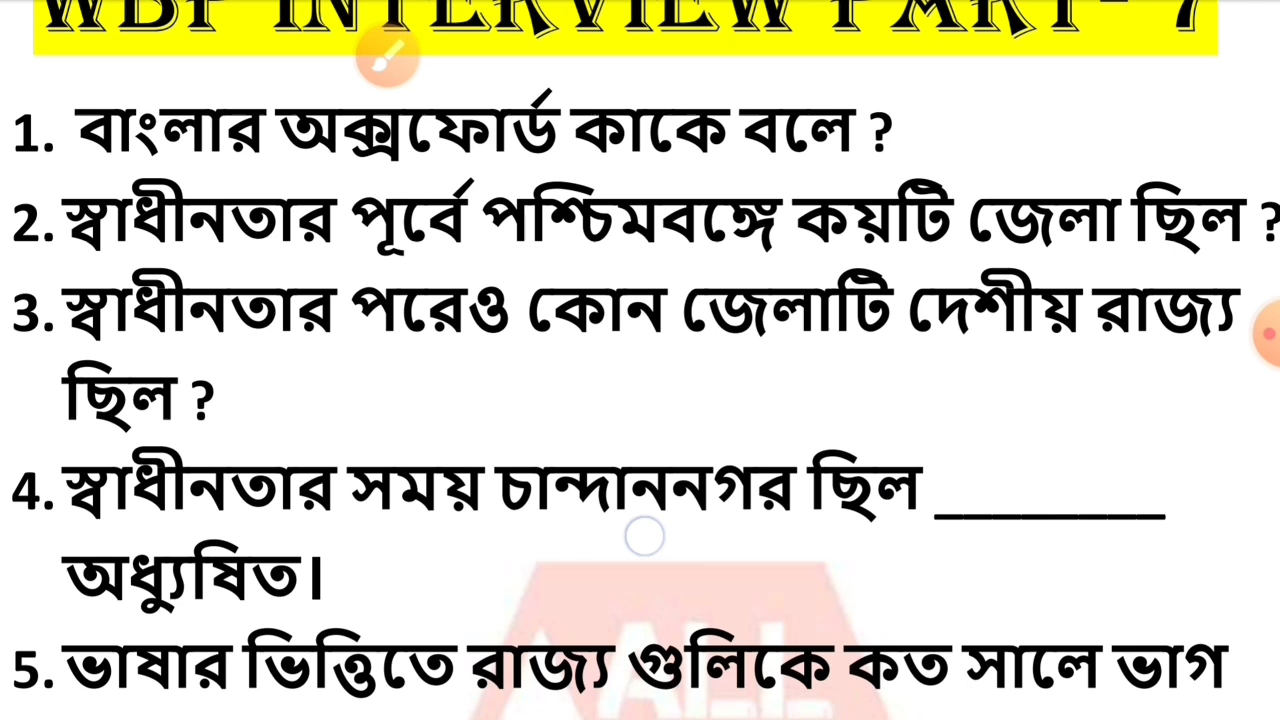 WBP INTERVIEW PART- 7
1. বাংলার অক্সফোর্ড কাকে বলে ?
2. স্বাধীনতার পূর্বে পশ্চিমবঙ্গে কয়টি জেলা ছিল ?
3. স্বাধীনতার পরেও কোন জেলাটি দেশীয় রাজ্য
ছিল ?
4. স্বাধীনতার সময় চান্দাননগর ছিল ________
অধ্যুষিত।
5. ভাষার ভিত্তিতে রাজ্য গুলিকে কত সালে ভাগ
ALL